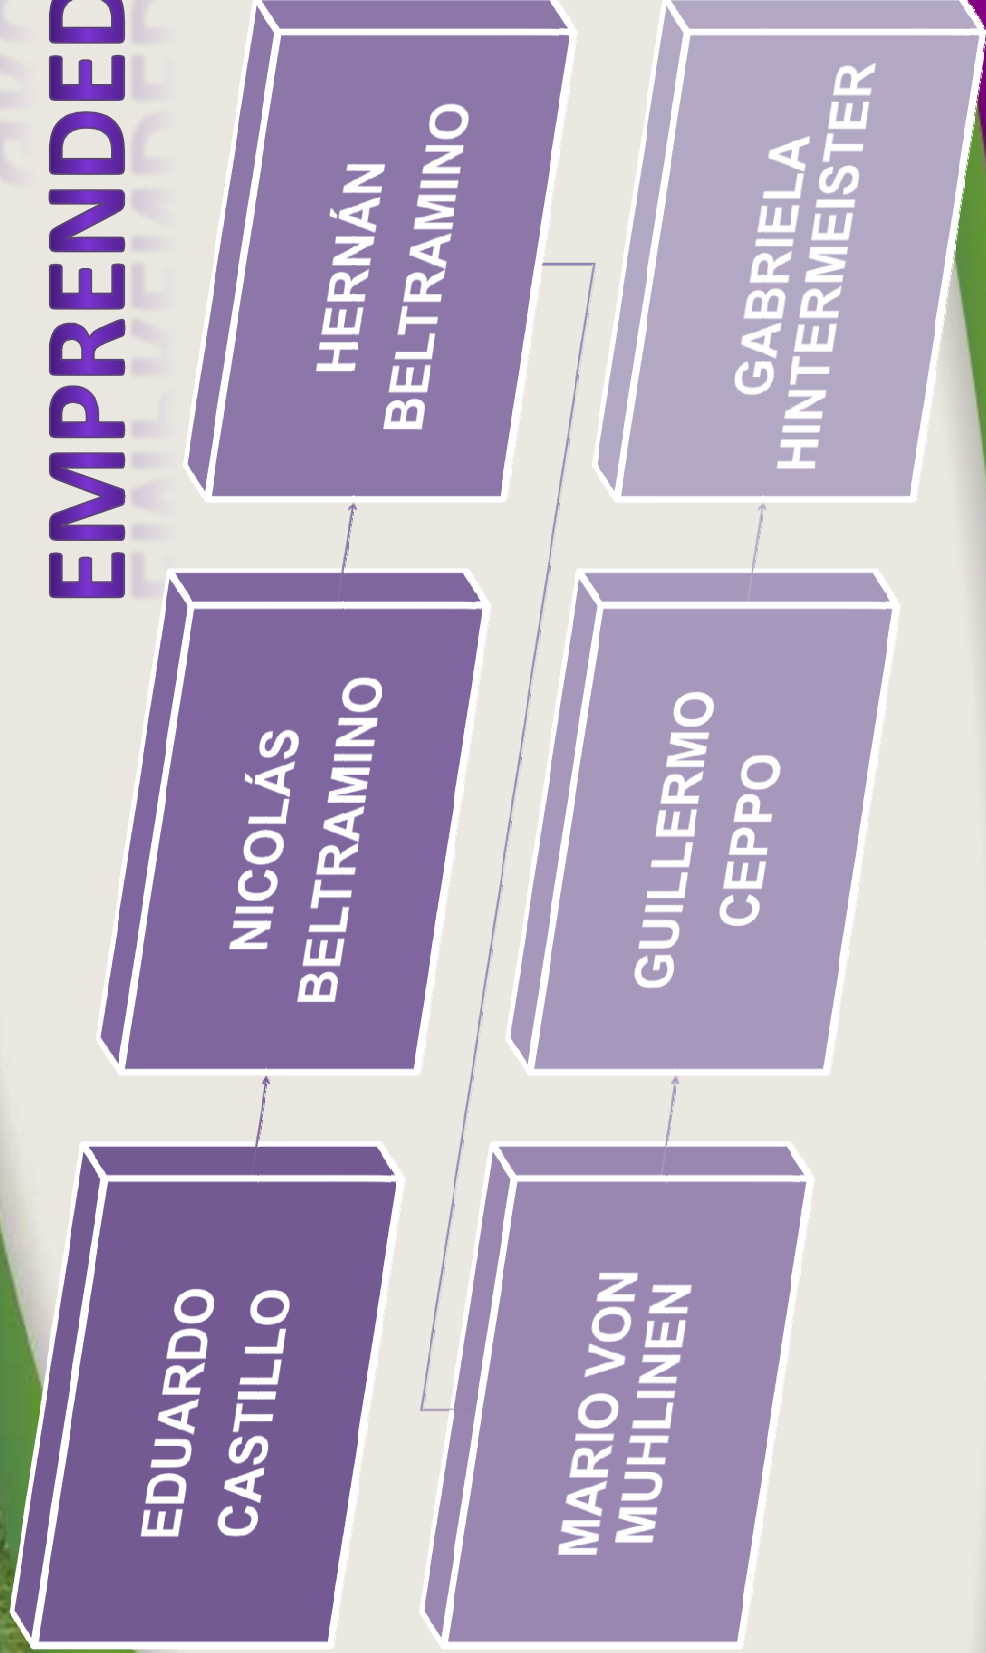 EMPRENDED
EDUARDO
CASTILLO
NICOLÁS
BELTRAMINO
HERNÁN
BELTRAMINO
MARIO VON
MUHLINEN
GUILLERMO
CEPPO
GABRIELA
HINTERMEISTER